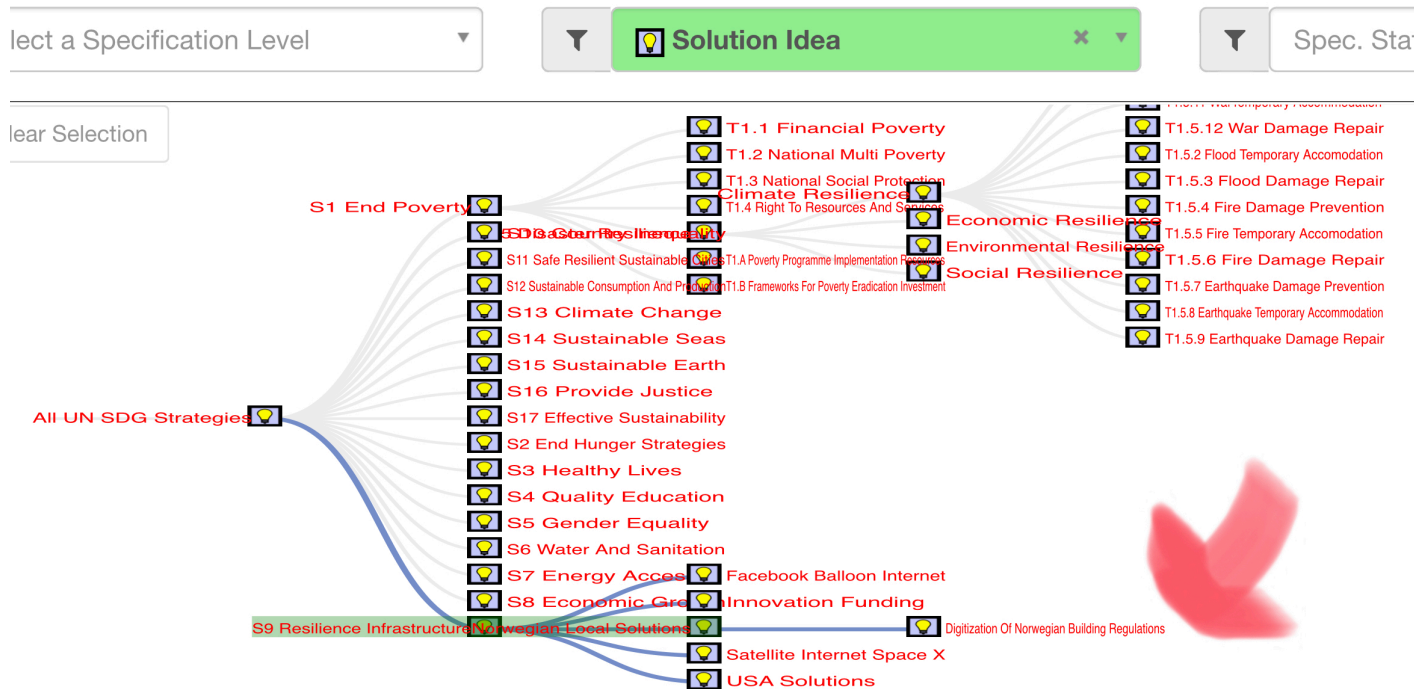 lect a Specification Level
Solution Idea
Spec. Stat
lear Selection
T1.1 Financial Poverty
T1.2 National Multi Poverty
T1.3 National Social Protection
Climate Resilience
T1.4 Right To Resources And Services
S1 End Poverty
Economic Resilience
Environmental Resilience
Social Resilience
S11 Safe Resilient Sustainable Cities
T1.A Poverty Programme Implementation Resources
S12 Sustainable Consumption And Production
T1.B Frameworks For Poverty Eradication Investment
S13 Climate Change
S14 Sustainable Seas
S15 Sustainable Earth
S16 Provide Justice
All UN SDG Strategies
S17 Effective Sustainability
S2 End Hunger Strategies
S3 Healthy Lives
S4 Quality Education
S5 Gender Equality
S6 Water And Sanitation
S7 Energy Access
S8 Economic Growth
S9 Resilience Infrastructure
Facebook Balloon Internet
Innovation Funding
Norwegian Local Solutions
Digitization Of Norwegian Building Regulations
Satellite Internet Space X
USA Solutions
T1.5.12 War Damage Repair
T1.5.2 Flood Temporary Accomodation
T1.5.3 Flood Damage Repair
T1.5.4 Fire Damage Prevention
T1.5.5 Fire Temporary Accomodation
T1.5.6 Fire Damage Repair
T1.5.7 Earthquake Damage Prevention
T1.5.8 Earthquake Temporary Accommodation
T1.5.9 Earthquake Damage Repair